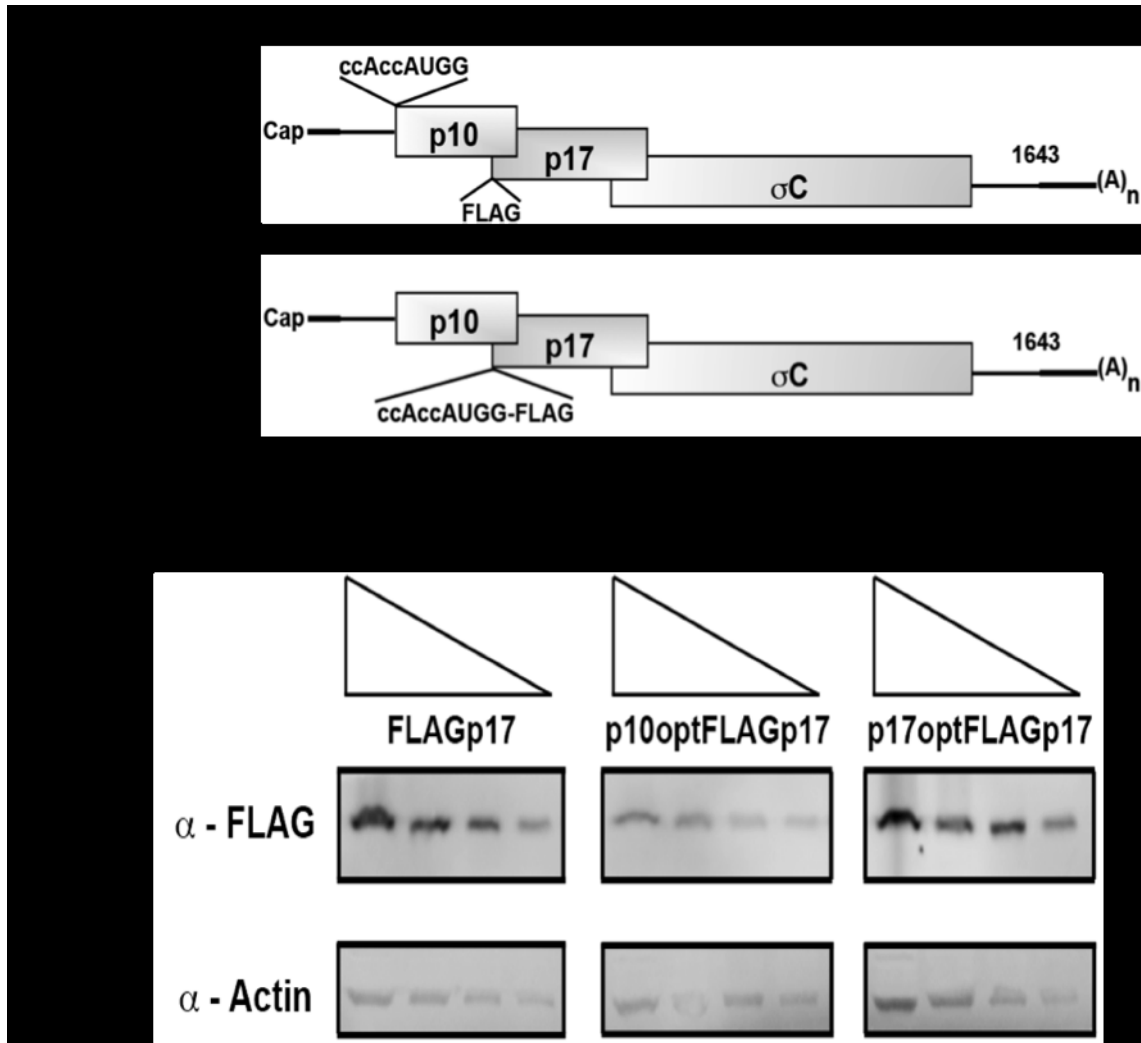 ccAccAUGG
Cap
p10
p17
σC
1643
(A)n
FLAG
Cap
p10
p17
σC
1643
(A)n
ccAccAUGG-FLAG
FLAGp17 p10optFLAGp17 p17optFLAGp17
α - FLAG
α - Actin